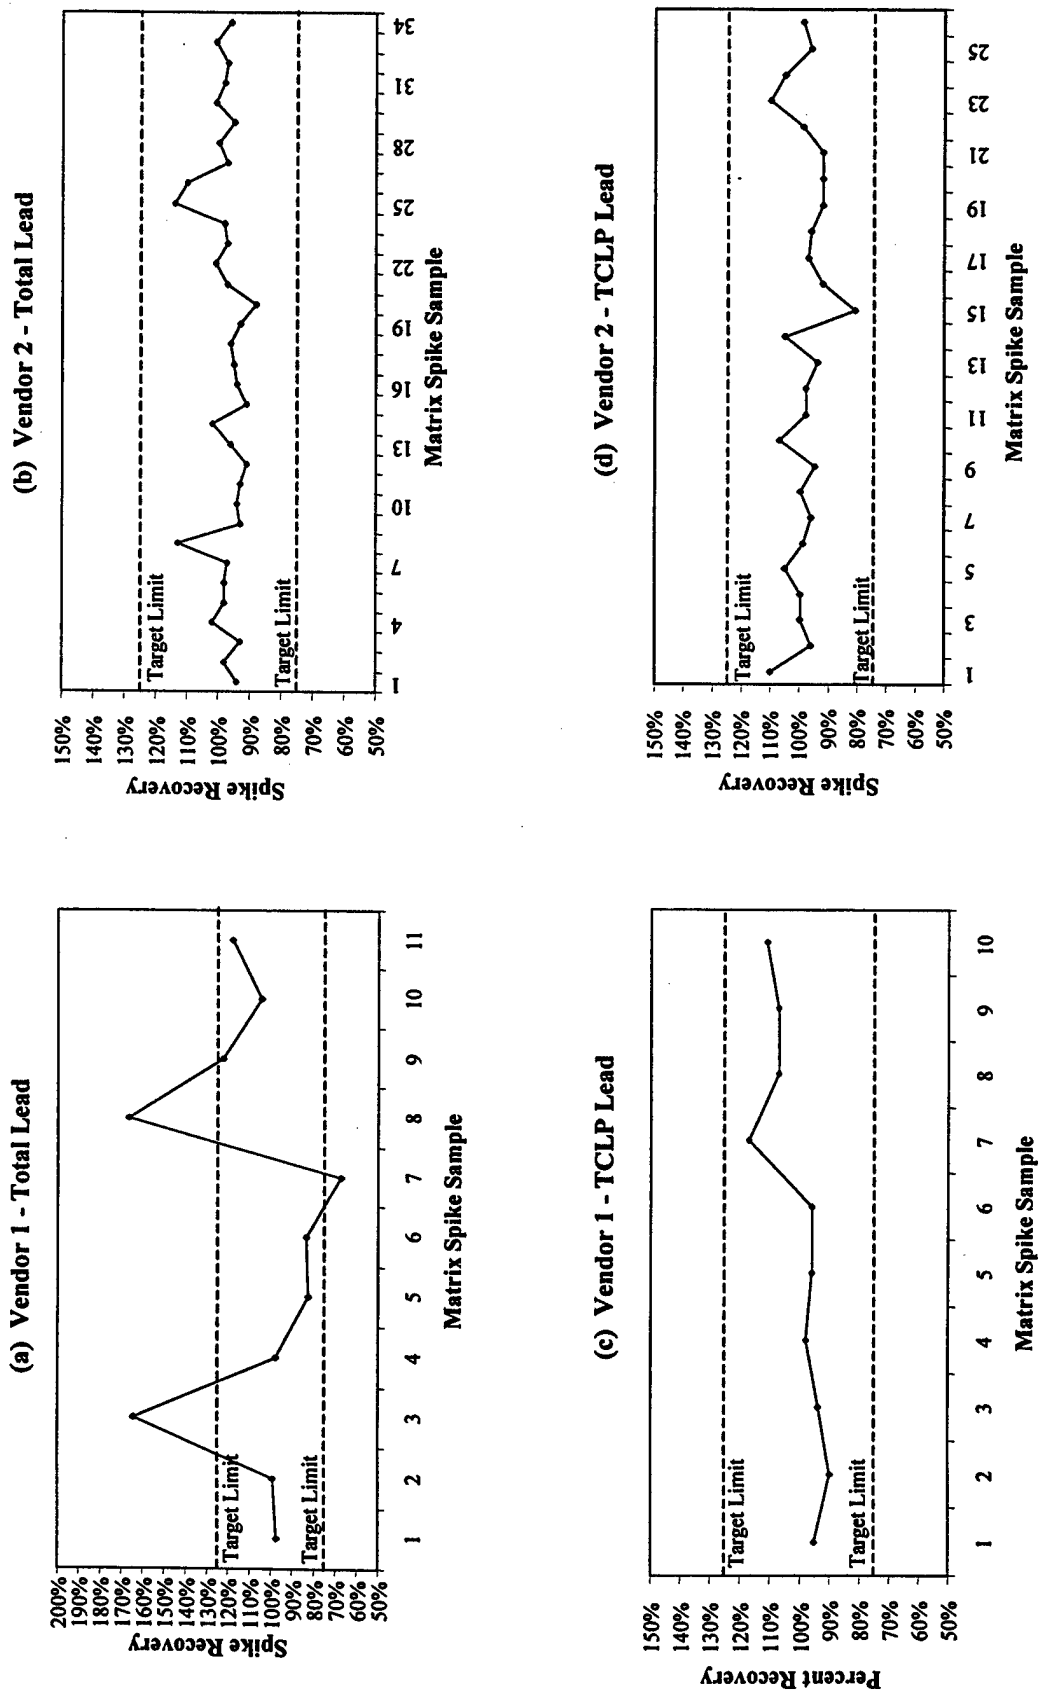 (a) Vendor 1 - Total Lead
200%
190%
180%
170%
160%
150%
140%
130%
120%
110%
100%
90%
80%
70%
60%
50%
Spike Recovery
Target Limit
Target Limit
1 2 3 4 5 6 7 8 9 10 11
Matrix Spike Sample
(b) Vendor 2 - Total Lead
150%
140%
130%
120%
110%
100%
90%
80%
70%
60%
50%
Spike Recovery
Target Limit
Target Limit
1 4 7 10 13 16 19 22 25 28 31 34
Matrix Spike Sample
(c) Vendor 1 - TCLP Lead
150%
140%
130%
120%
110%
100%
90%
80%
70%
60%
50%
Percent Recovery
Target Limit
Target Limit
1 2 3 4 5 6 7 8 9 10
Matrix Spike Sample
(d) Vendor 2 - TCLP Lead
150%
140%
130%
120%
110%
100%
90%
80%
70%
60%
50%
Spike Recovery
Target Limit
Target Limit
1 3 5 7 9 11 13 15 17 19 21 23 25
Matrix Spike Sample